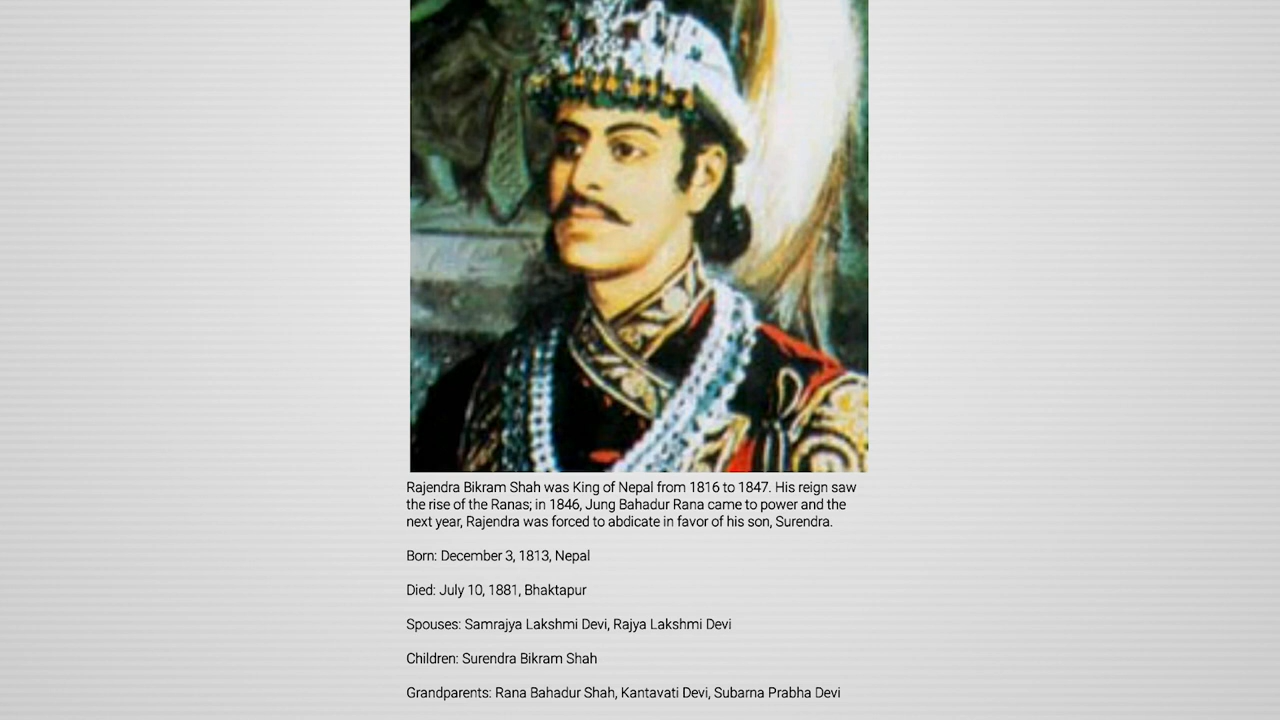 Rajendra Bikram Shah was King of Nepal from 1816 to 1847. His reign saw
the rise of the Ranas; in 1846, Jung Bahadur Rana came to power and the
next year, Rajendra was forced to abdicate in favor of his son, Surendra.
Born: December 3, 1813, Nepal
Died: July 10, 1881, Bhaktapur
Spouses: Samrajya Lakshmi Devi, Rajya Lakshmi Devi
Children: Surendra Bikram Shah
Grandparents: Rana Bahadur Shah, Kantavati Devi, Subarna Prabha Devi